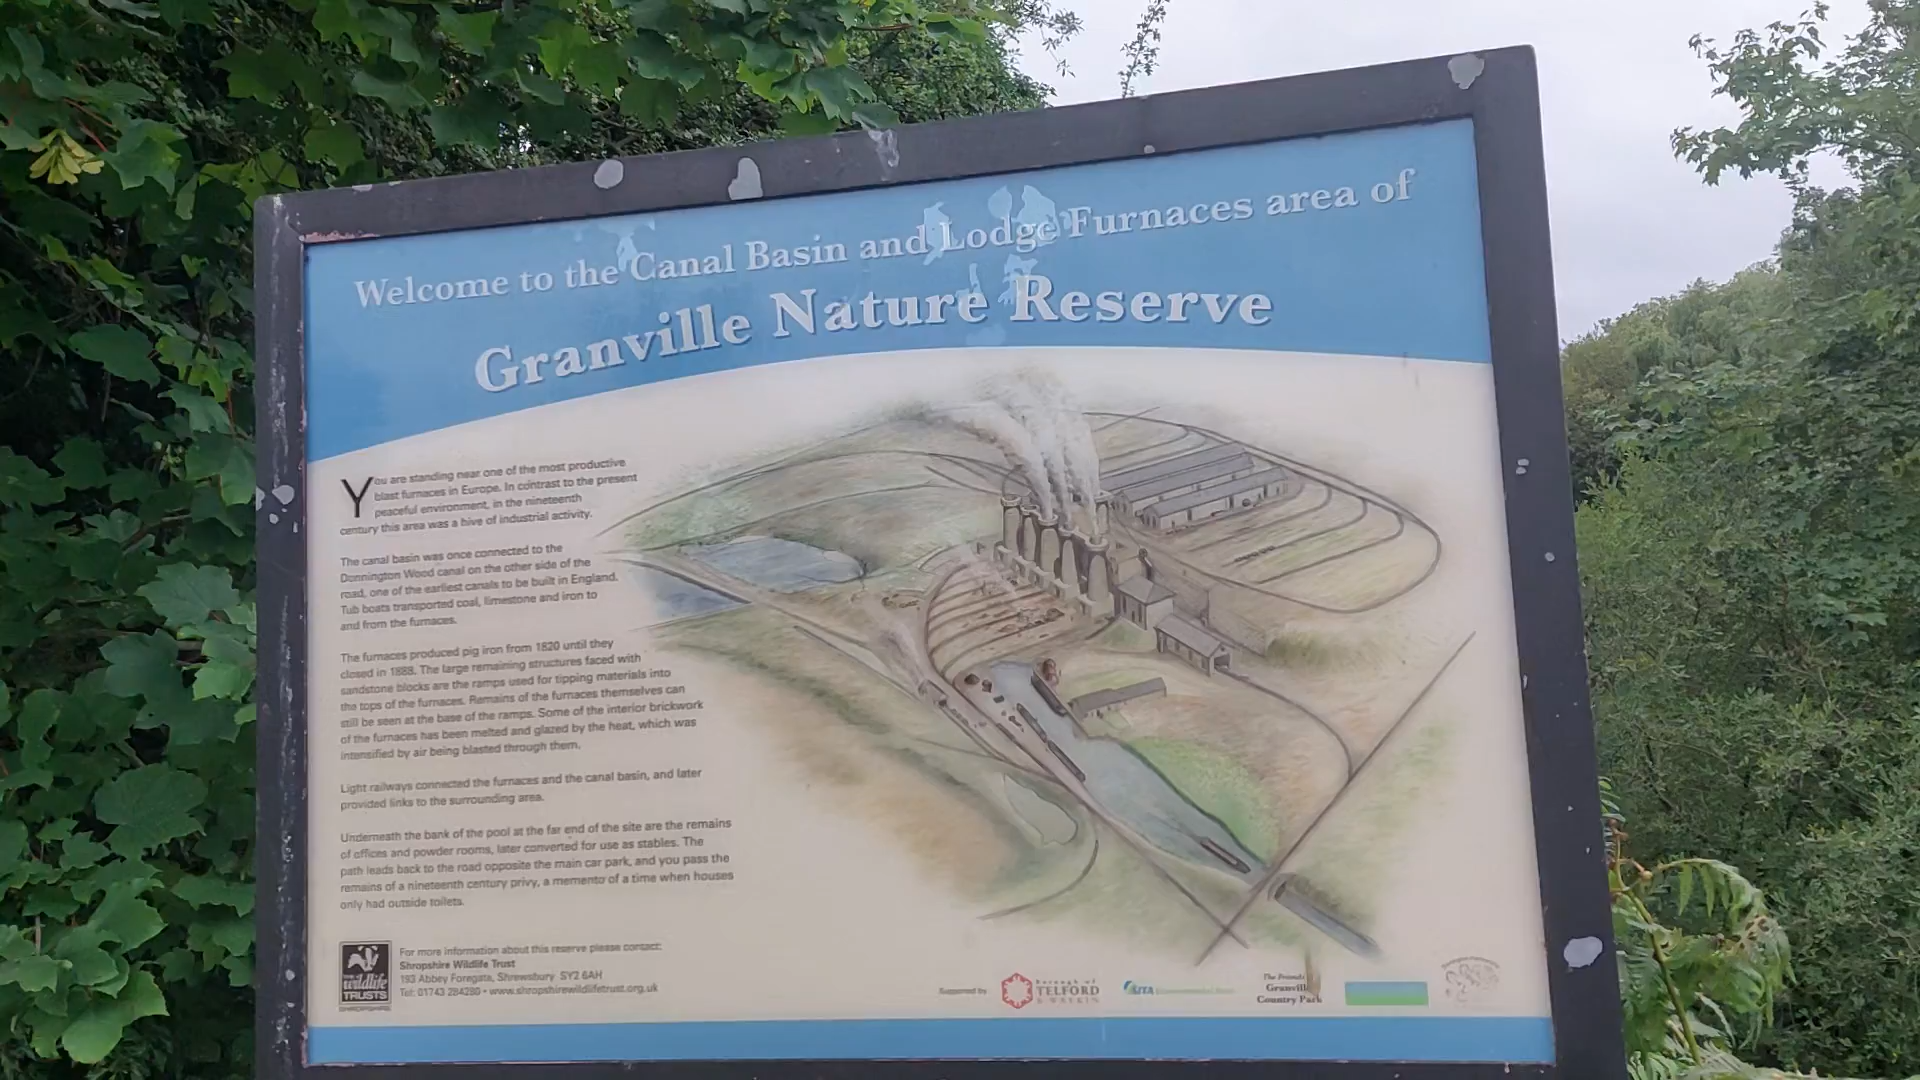 Welcome to the Canal Basin and Lodge Furnaces area of
Granville Nature Reserve
You are standing near one of the most productive
blast furnaces in Europe. In contrast to the present
peaceful environment, in the nineteenth
century this area was a hive of industrial activity.
The canal basin was once connected to the
Donnington Wood canal on the other side of the
road, one of the earliest canals to be built in England.
Tub boats transported coal, limestone and iron to
and from the furnaces.
The furnaces produced pig iron from 1820 until they
closed in 1888. The large remaining structures faced with
sandstone blocks are the ramps used for tipping materials into
the tops of the furnaces. Remains of the furnaces themselves can
still be seen at the base of the ramps. Some of the interior brickwork
of the furnaces has been melted and glazed by the heat, which was
intensified by air being blasted through them.
Light railways connected the furnaces and the canal basin, and later
provided links to the surrounding area.
Underneath the bank of the pool at the far end of the site are the remains
of offices and powder rooms, later converted for use as stables. The
path leads back to the road opposite the main car park, and you pass the
remains of a nineteenth century privy, a memento of a time when houses
only had outside toilets.
THE
wildlife
TRUSTS
SHROPSHIRE
For more information about this reserve please contact:
Shropshire Wildlife Trust
193 Abbey Foregate, Shrewsbury SY2 6AH
Tel: 01743 284280 • www.shropshirewildlifetrust.org.uk
Supported by
Borough of
TELFORD
& WREKIN
SITA
The Friends
Granville
Country Park